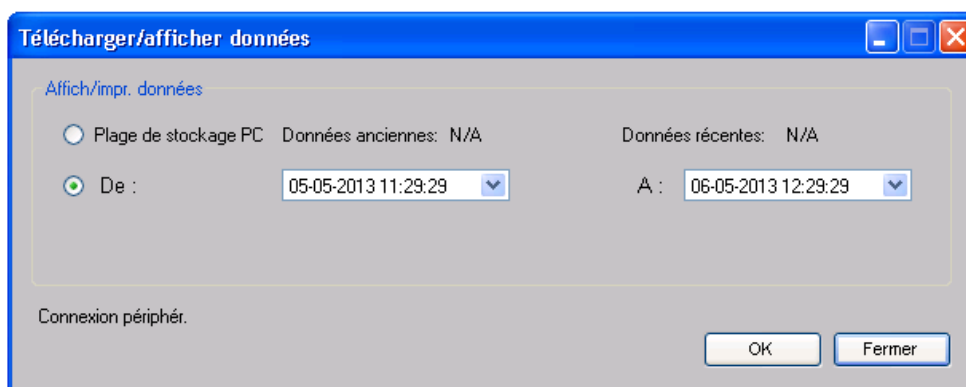 Télécharger/afficher données
Affich/impr. données
Plage de stockage PC Données anciennes: N/A Données récentes: N/A
De : 05-05-2013 11:29:29 A : 06-05-2013 12:29:29
Connexion périphér.
OK Fermer